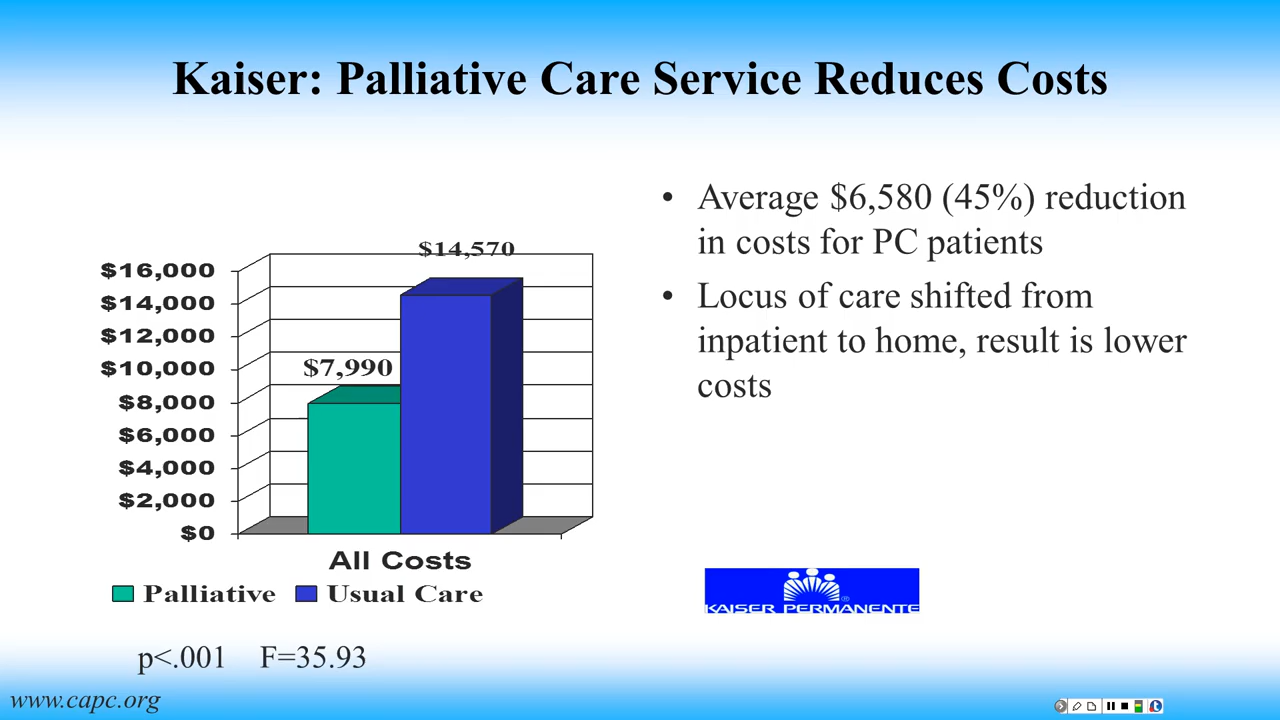 Kaiser: Palliative Care Service Reduces Costs
• Average $6,580 (45%) reduction
in costs for PC patients
• Locus of care shifted from
inpatient to home, result is lower
costs
$14,570
$7,990
$16,000
$14,000
$12,000
$10,000
$8,000
$6,000
$4,000
$2,000
$0
All Costs
Palliative Usual Care
KAISER PERMANENTE®
p<.001 F=35.93
www.capc.org